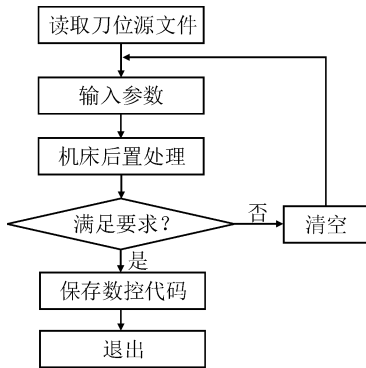 读取刀位源文件
输入参数
机床后置处理
满足要求?
否
清空
是
保存数控代码
退出